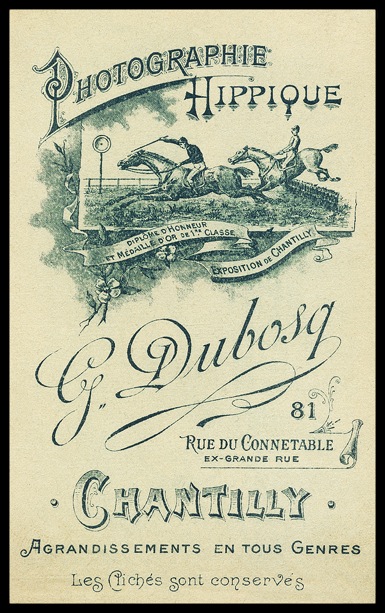 PHOTOGRAPHIE
HIPPIQUE
DIPLÔME D'HONNEUR
ET MÉDAILLE D'OR DE 1ÈRE CLASSE
EXPOSITION DE CHANTILLY
G. Dubosq
81
RUE DU CONNETABLE
EX-GRANDE RUE
· CHANTILLY ·
AGRANDISSEMENTS EN TOUS GENRES
Les Clichés sont conservés